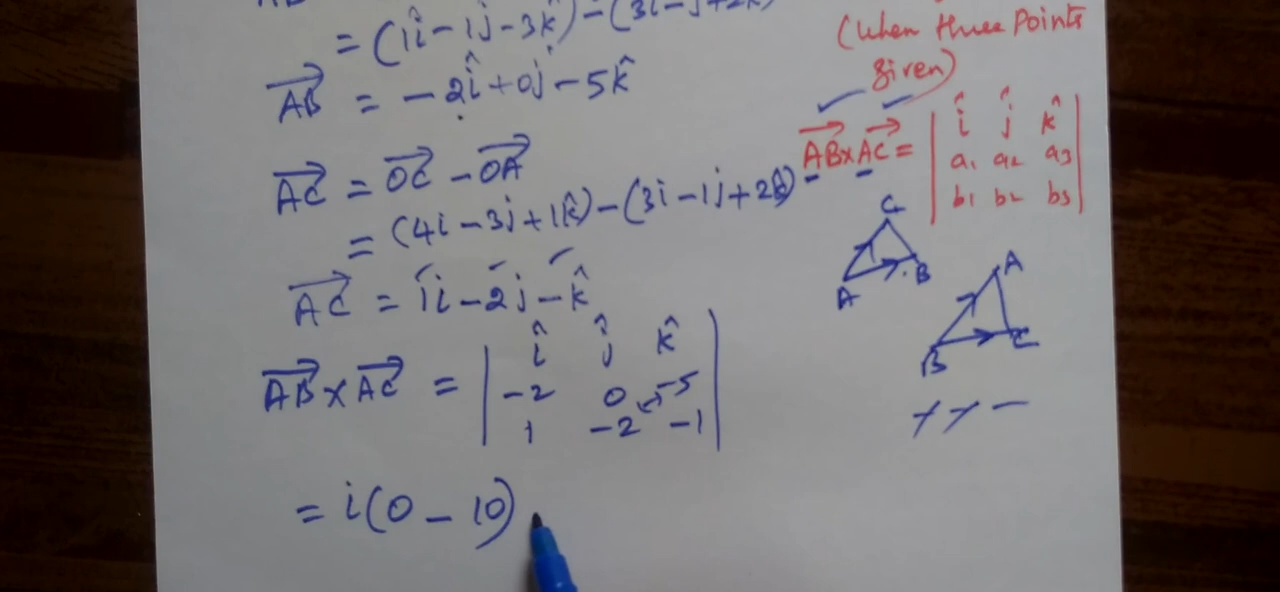 = (1i - 1j - 3k̂) - (3i - j + 2k)
AB⃗ = - 2î + 0j - 5k̂
AC⃗ = OC⃗ - OA⃗
= (4i - 3j + 1k̂) - (3i - 1j + 2k̂)
AC⃗ = 1i - 2j - k̂
AB⃗ x AC⃗ = | î ĵ k̂ |
| -2 0 -5 |
| 1 -2 -1 |
= i(0 - 10)
(When three Points
given)
AB⃗ x AC⃗ = | î ĵ k̂ |
| a₁ a₂ a₃ |
| b₁ b₂ b₃ |
C
A B
A
B C